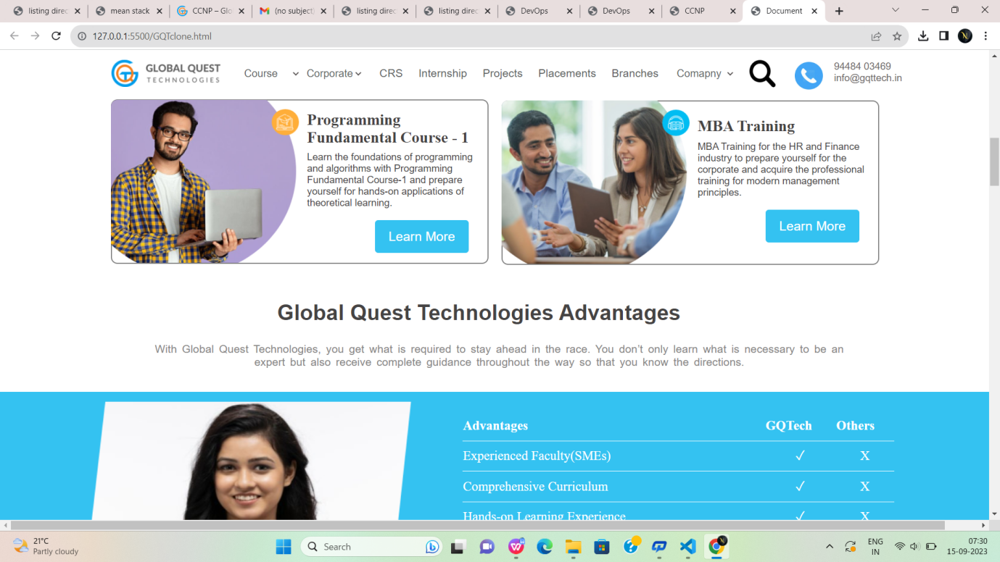 listing direc
mean stack
CCNP – Glo
(no subject)
listing direc
listing direc
DevOps
DevOps
CCNP
Document
127.0.0.1:5500/GQTclone.html
GLOBAL QUEST
TECHNOLOGIES
Course Corporate CRS Internship Projects Placements Branches Comapny
94484 03469
info@gqttech.in
Programming
Fundamental Course - 1
Learn the foundations of programming
and algorithms with Programming
Fundamental Course-1 and prepare
yourself for hands-on applications of
theoretical learning.
Learn More
MBA Training
MBA Training for the HR and Finance
industry to prepare yourself for the
corporate and acquire the professional
training for modern management
principles.
Learn More
Global Quest Technologies Advantages
With Global Quest Technologies, you get what is required to stay ahead in the race. You don’t only learn what is necessary to be an
expert but also receive complete guidance throughout the way so that you know the directions.
Advantages GQTech Others
Experienced Faculty(SMEs) ✓ X
Comprehensive Curriculum ✓ X
Hands-on Learning Experience ✓ X
21°C
Partly cloudy
Search
ENG
IN
07:30
15-09-2023